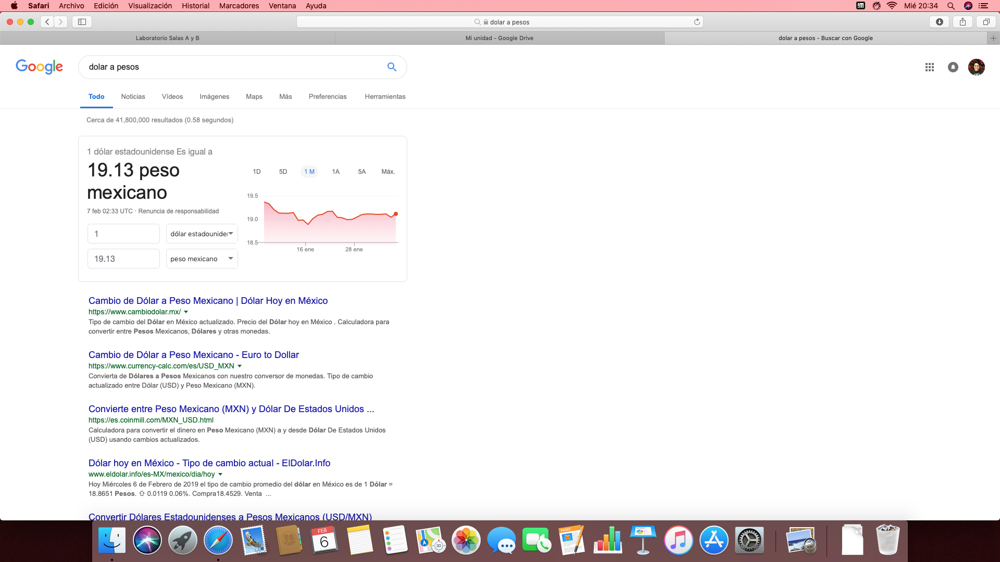 Safari Archivo Edición Visualización Historial Marcadores Ventana Ayuda Mié 20:34
dolar a pesos
Laboratorio Salas A y B Mi unidad - Google Drive dolar a pesos - Buscar con Google
Google dolar a pesos
Todo Noticias Vídeos Imágenes Maps Más Preferencias Herramientas
Cerca de 41,800,000 resultados (0.58 segundos)
1 dólar estadounidense Es igual a
19.13 peso
mexicano
7 feb 02:33 UTC · Renuncia de responsabilidad
1 dólar estadounide
19.13 peso mexicano
1D 5D 1 M 1A 5A Máx.
19.5
19.0
18.5
16 ene 28 ene
Cambio de Dólar a Peso Mexicano | Dólar Hoy en México
https://www.cambiodolar.mx/
Tipo de cambio del Dólar en México actualizado. Precio del Dólar hoy en México . Calculadora para
convertir entre Pesos Mexicanos, Dólares y otras monedas.
Cambio de Dólar a Peso Mexicano - Euro to Dollar
https://www.currency-calc.com/es/USD_MXN
Convierta de Dólares a Pesos Mexicanos con nuestro conversor de monedas. Tipo de cambio
actualizado entre Dólar (USD) y Peso Mexicano (MXN).
Convierte entre Peso Mexicano (MXN) y Dólar De Estados Unidos ...
https://es.coinmill.com/MXN_USD.html
Calculadora para convertir el dinero en Peso Mexicano (MXN) a y desde Dólar De Estados Unidos
(USD) usando cambios actualizados.
Dólar hoy en México - Tipo de cambio actual - ElDolar.Info
www.eldolar.info/es-MX/mexico/dia/hoy
Hoy Miércoles 6 de Febrero de 2019 el tipo de cambio promedio del dólar en México es de 1 Dólar =
18.8651 Pesos. ⇧ 0.0119 0.06%. Compra18.4529. Venta ...
Convertir Dólares Estadounidenses a Pesos Mexicanos (USD/MXN)
FEB
6
3D
PAGES